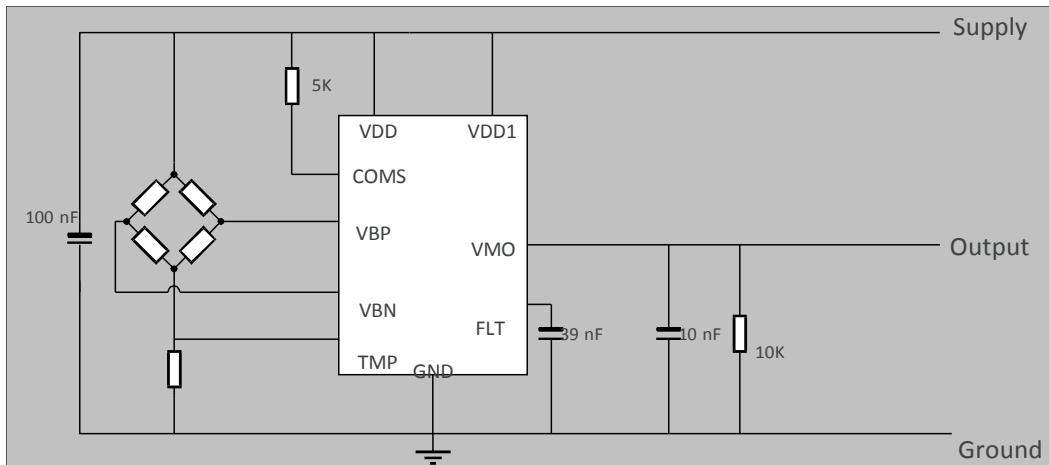 Supply
5K
VDD
VDD1
COMS
100 nF
VBP
VMO
Output
VBN
FLT
39 nF
10 nF
10K
TMP
GND
Ground